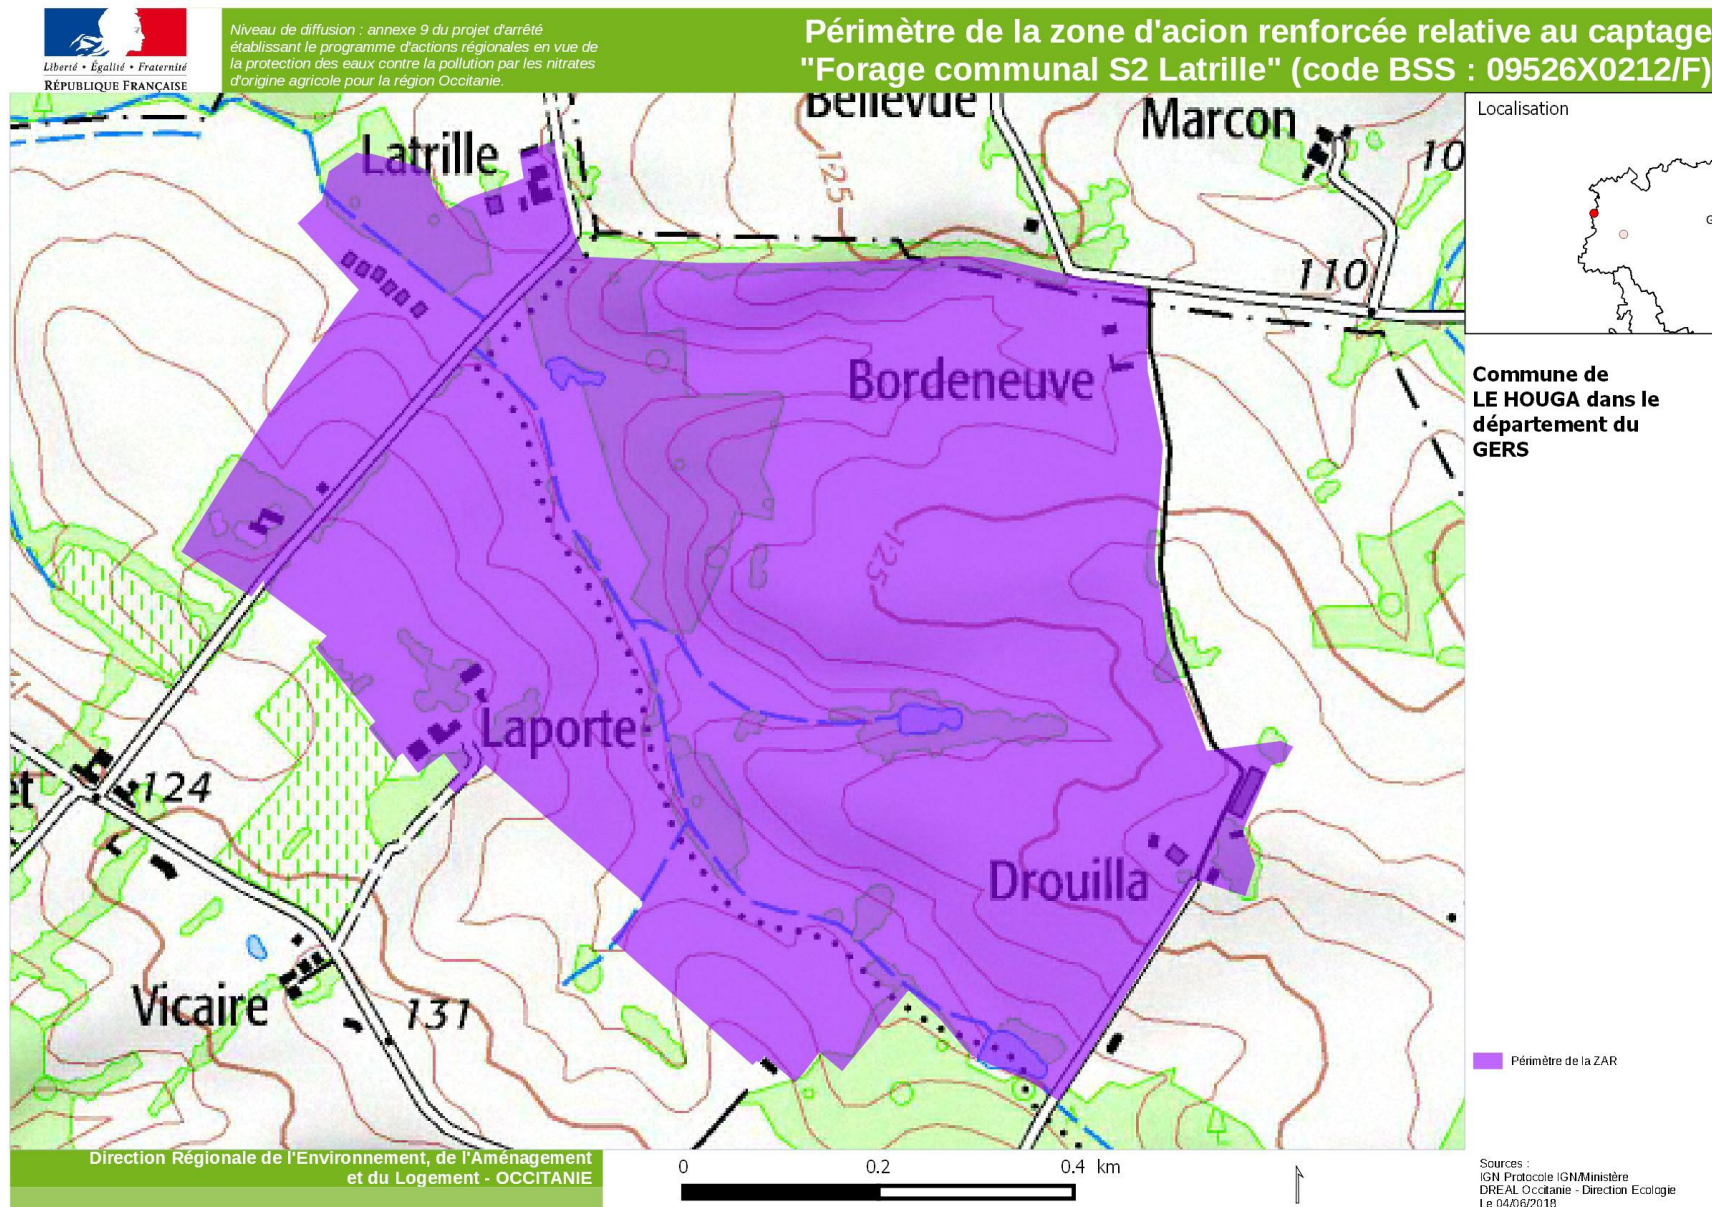 Liberté • Égalité • Fraternité
RÉPUBLIQUE FRANÇAISE
Niveau de diffusion : annexe 9 du projet d'arrêté
établissant le programme d'actions régionales en vue de
la protection des eaux contre la pollution par les nitrates
d'origine agricole pour la région Occitanie.
Périmètre de la zone d'acion renforcée relative au captage
"Forage communal S2 Latrille" (code BSS : 09526X0212/F)
Bellevue
Marcon
Latrille
125
10
110
Bordeneuve
125
Laporte
124
et
Drouilla
Vicaire
131
Localisation
G
Commune de
LE HOUGA dans le
département du
GERS
Périmètre de la ZAR
Direction Régionale de l'Environnement, de l'Aménagement
et du Logement - OCCITANIE
0 0.2 0.4 km
Sources :
IGN Protocole IGN/Ministère
DREAL Occitanie - Direction Ecologie
Le 04/06/2018